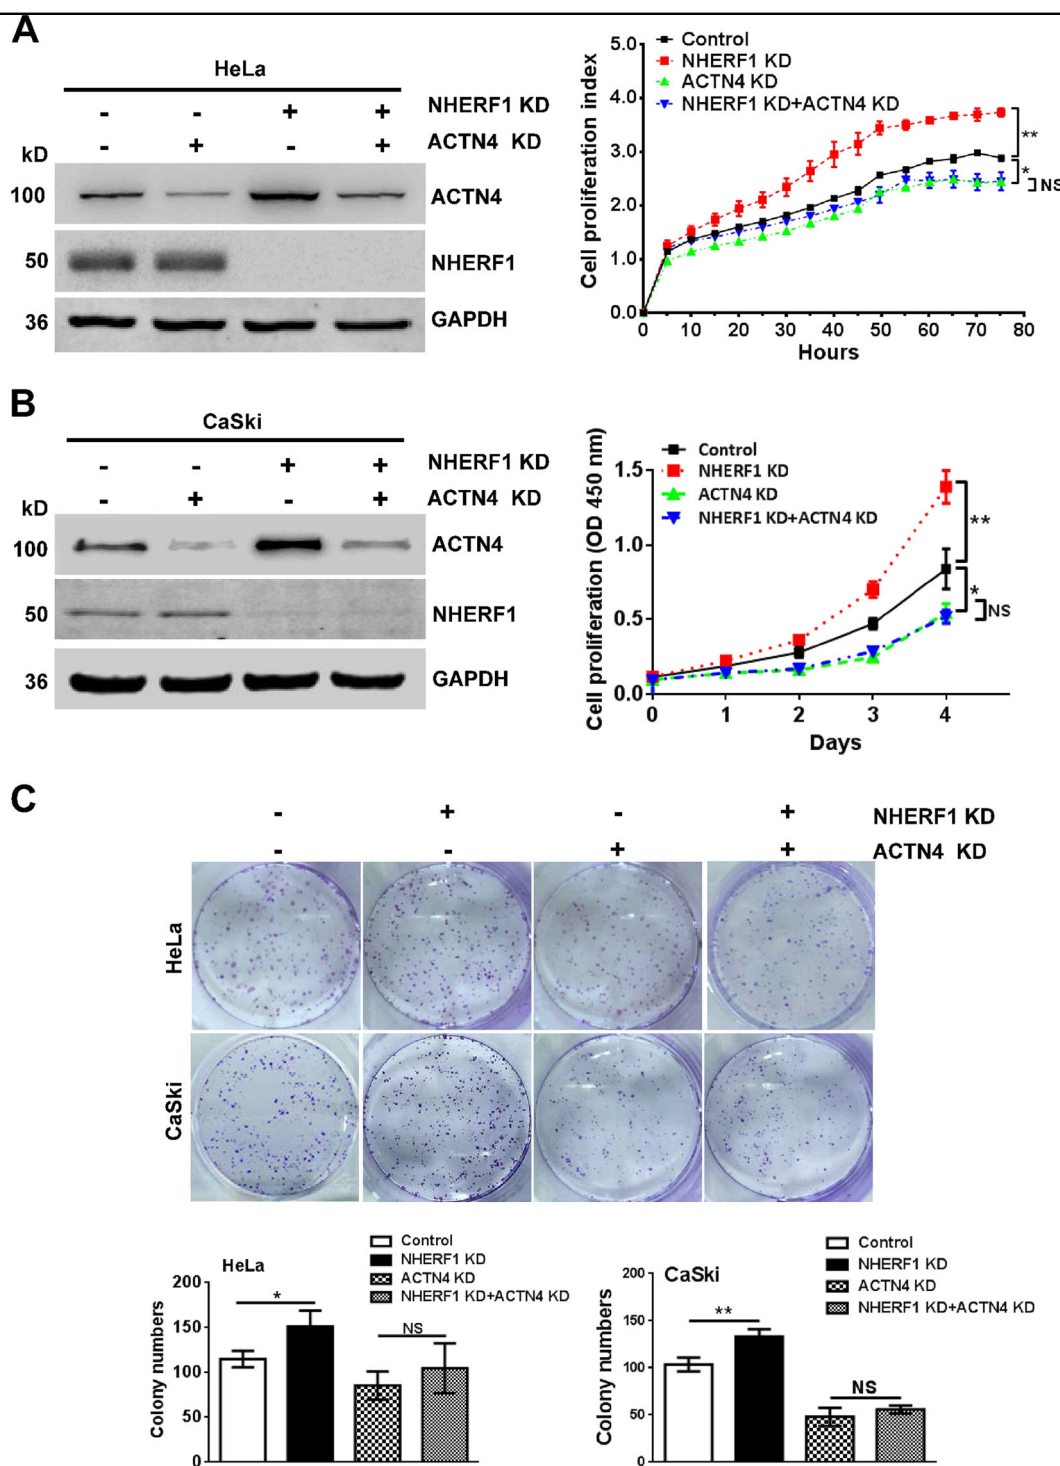 A
HeLa
- - + + NHERF1 KD
- + - + ACTN4 KD
kD
100 ACTN4
50 NHERF1
36 GAPDH
Control
NHERF1 KD
ACTN4 KD
NHERF1 KD+ACTN4 KD
Cell proliferation index
5.0
4.0
3.0
2.0
1.0
0.0
0 10 20 30 40 50 60 70 80
Hours
**
*
NS
B
CaSki
- - + + NHERF1 KD
- + - + ACTN4 KD
kD
100 ACTN4
50 NHERF1
36 GAPDH
Control
NHERF1 KD
ACTN4 KD
NHERF1 KD+ACTN4 KD
Cell proliferation (OD 450 nm)
1.5
1.0
0.5
0.0
0 1 2 3 4
Days
**
*
NS
C
- + - + NHERF1 KD
- - + + ACTN4 KD
HeLa
CaSki
HeLa
Control
NHERF1 KD
ACTN4 KD
NHERF1 KD+ACTN4 KD
Colony numbers
200
150
100
50
0
*
NS
CaSki
Control
NHERF1 KD
ACTN4 KD
NHERF1 KD+ACTN4 KD
Colony numbers
200
150
100
50
0
**
NS